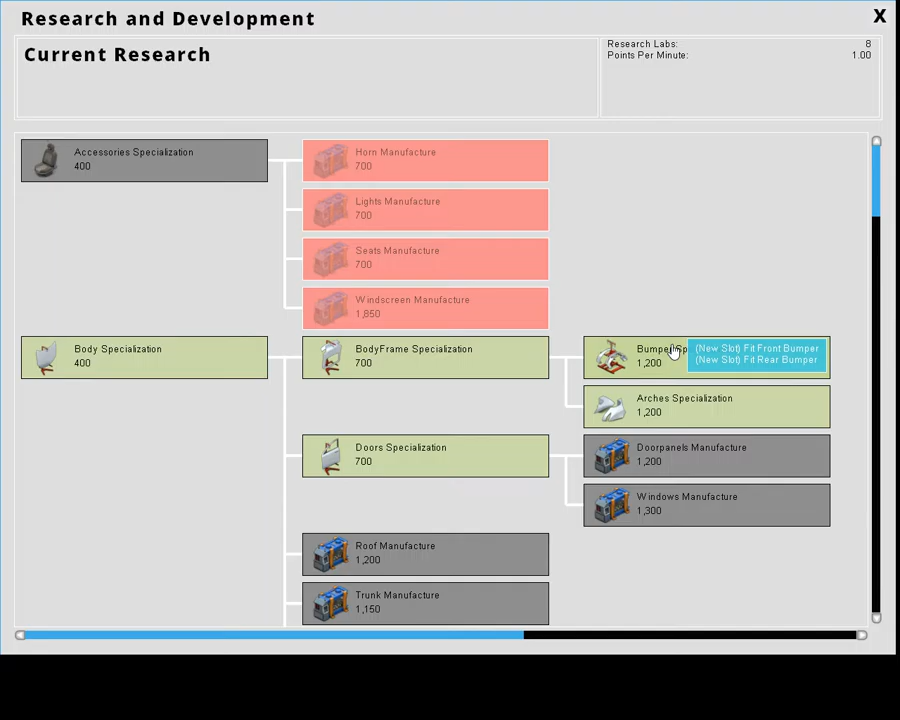 Research and Development
X
Current Research
Research Labs: 8
Points Per Minute: 1.00
Accessories Specialization
400
Horn Manufacture
700
Lights Manufacture
700
Seats Manufacture
700
Windscreen Manufacture
1,850
Body Specialization
400
BodyFrame Specialization
700
Bumper Sp
1,200
(New Slot) Fit Front Bumper
(New Slot) Fit Rear Bumper
Arches Specialization
1,200
Doors Specialization
700
Doorpanels Manufacture
1,200
Windows Manufacture
1,300
Roof Manufacture
1,200
Trunk Manufacture
1,150